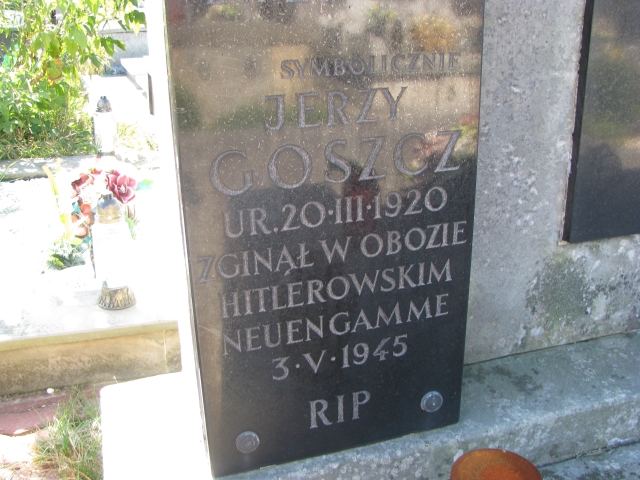 SYMBOLICZNIE
JERZY
GOSZCZ
UR. 20·III·1920
ZGINĄŁ W OBOZIE
HITLEROWSKIM
NEUENGAMME
3·V·1945
RIP